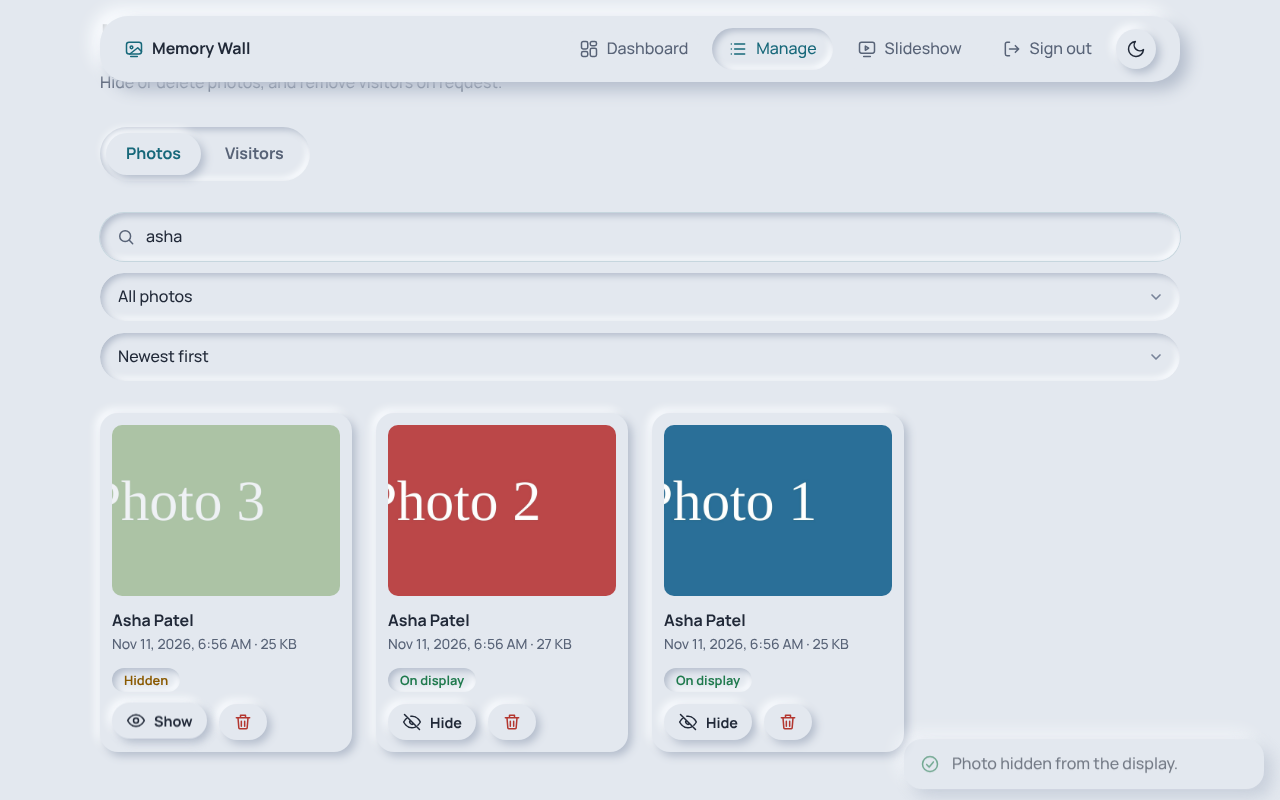 Memory Wall
Dashboard
Manage
Slideshow
Sign out
Hide or delete photos, and remove visitors on request.
Photos
Visitors
asha
All photos
Newest first
Photo 3
Photo 2
Photo 1
Asha Patel
Nov 11, 2026, 6:56 AM · 25 KB
Hidden
Show
Asha Patel
Nov 11, 2026, 6:56 AM · 27 KB
On display
Hide
Asha Patel
Nov 11, 2026, 6:56 AM · 25 KB
On display
Hide
Photo hidden from the display.